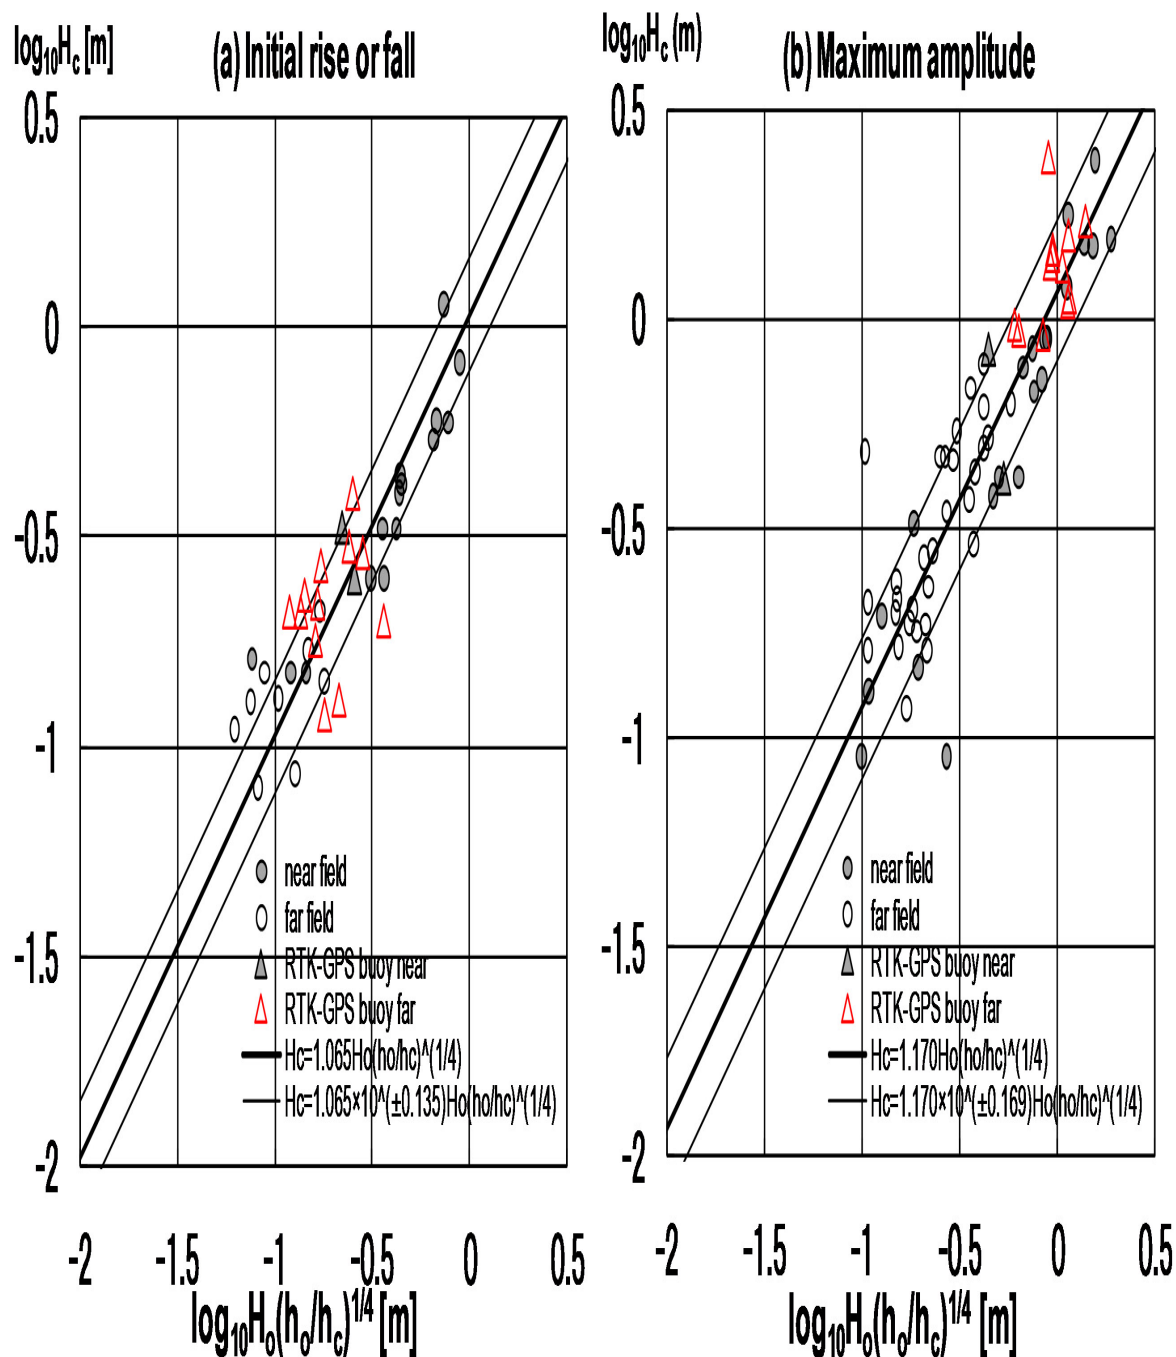 log10Hc [m]
(a) Initial rise or fall
0.5
0
-0.5
-1
-1.5
-2
near field
far field
RTK-GPS buoy near
RTK-GPS buoy far
Hc=1.065Ho(ho/hc)^(1/4)
Hc=1.065×10^(±0.135)Ho(ho/hc)^(1/4)
-2 -1.5 -1 -0.5 0 0.5
log10Ho(ho/hc)1/4 [m]
log10Hc (m)
(b) Maximum amplitude
0.5
0
-0.5
-1
-1.5
-2
near field
far field
RTK-GPS buoy near
RTK-GPS buoy far
Hc=1.170Ho(ho/hc)^(1/4)
Hc=1.170×10^(±0.169)Ho(ho/hc)^(1/4)
-2 -1.5 -1 -0.5 0 0.5
log10Ho(ho/hc)1/4 [m]